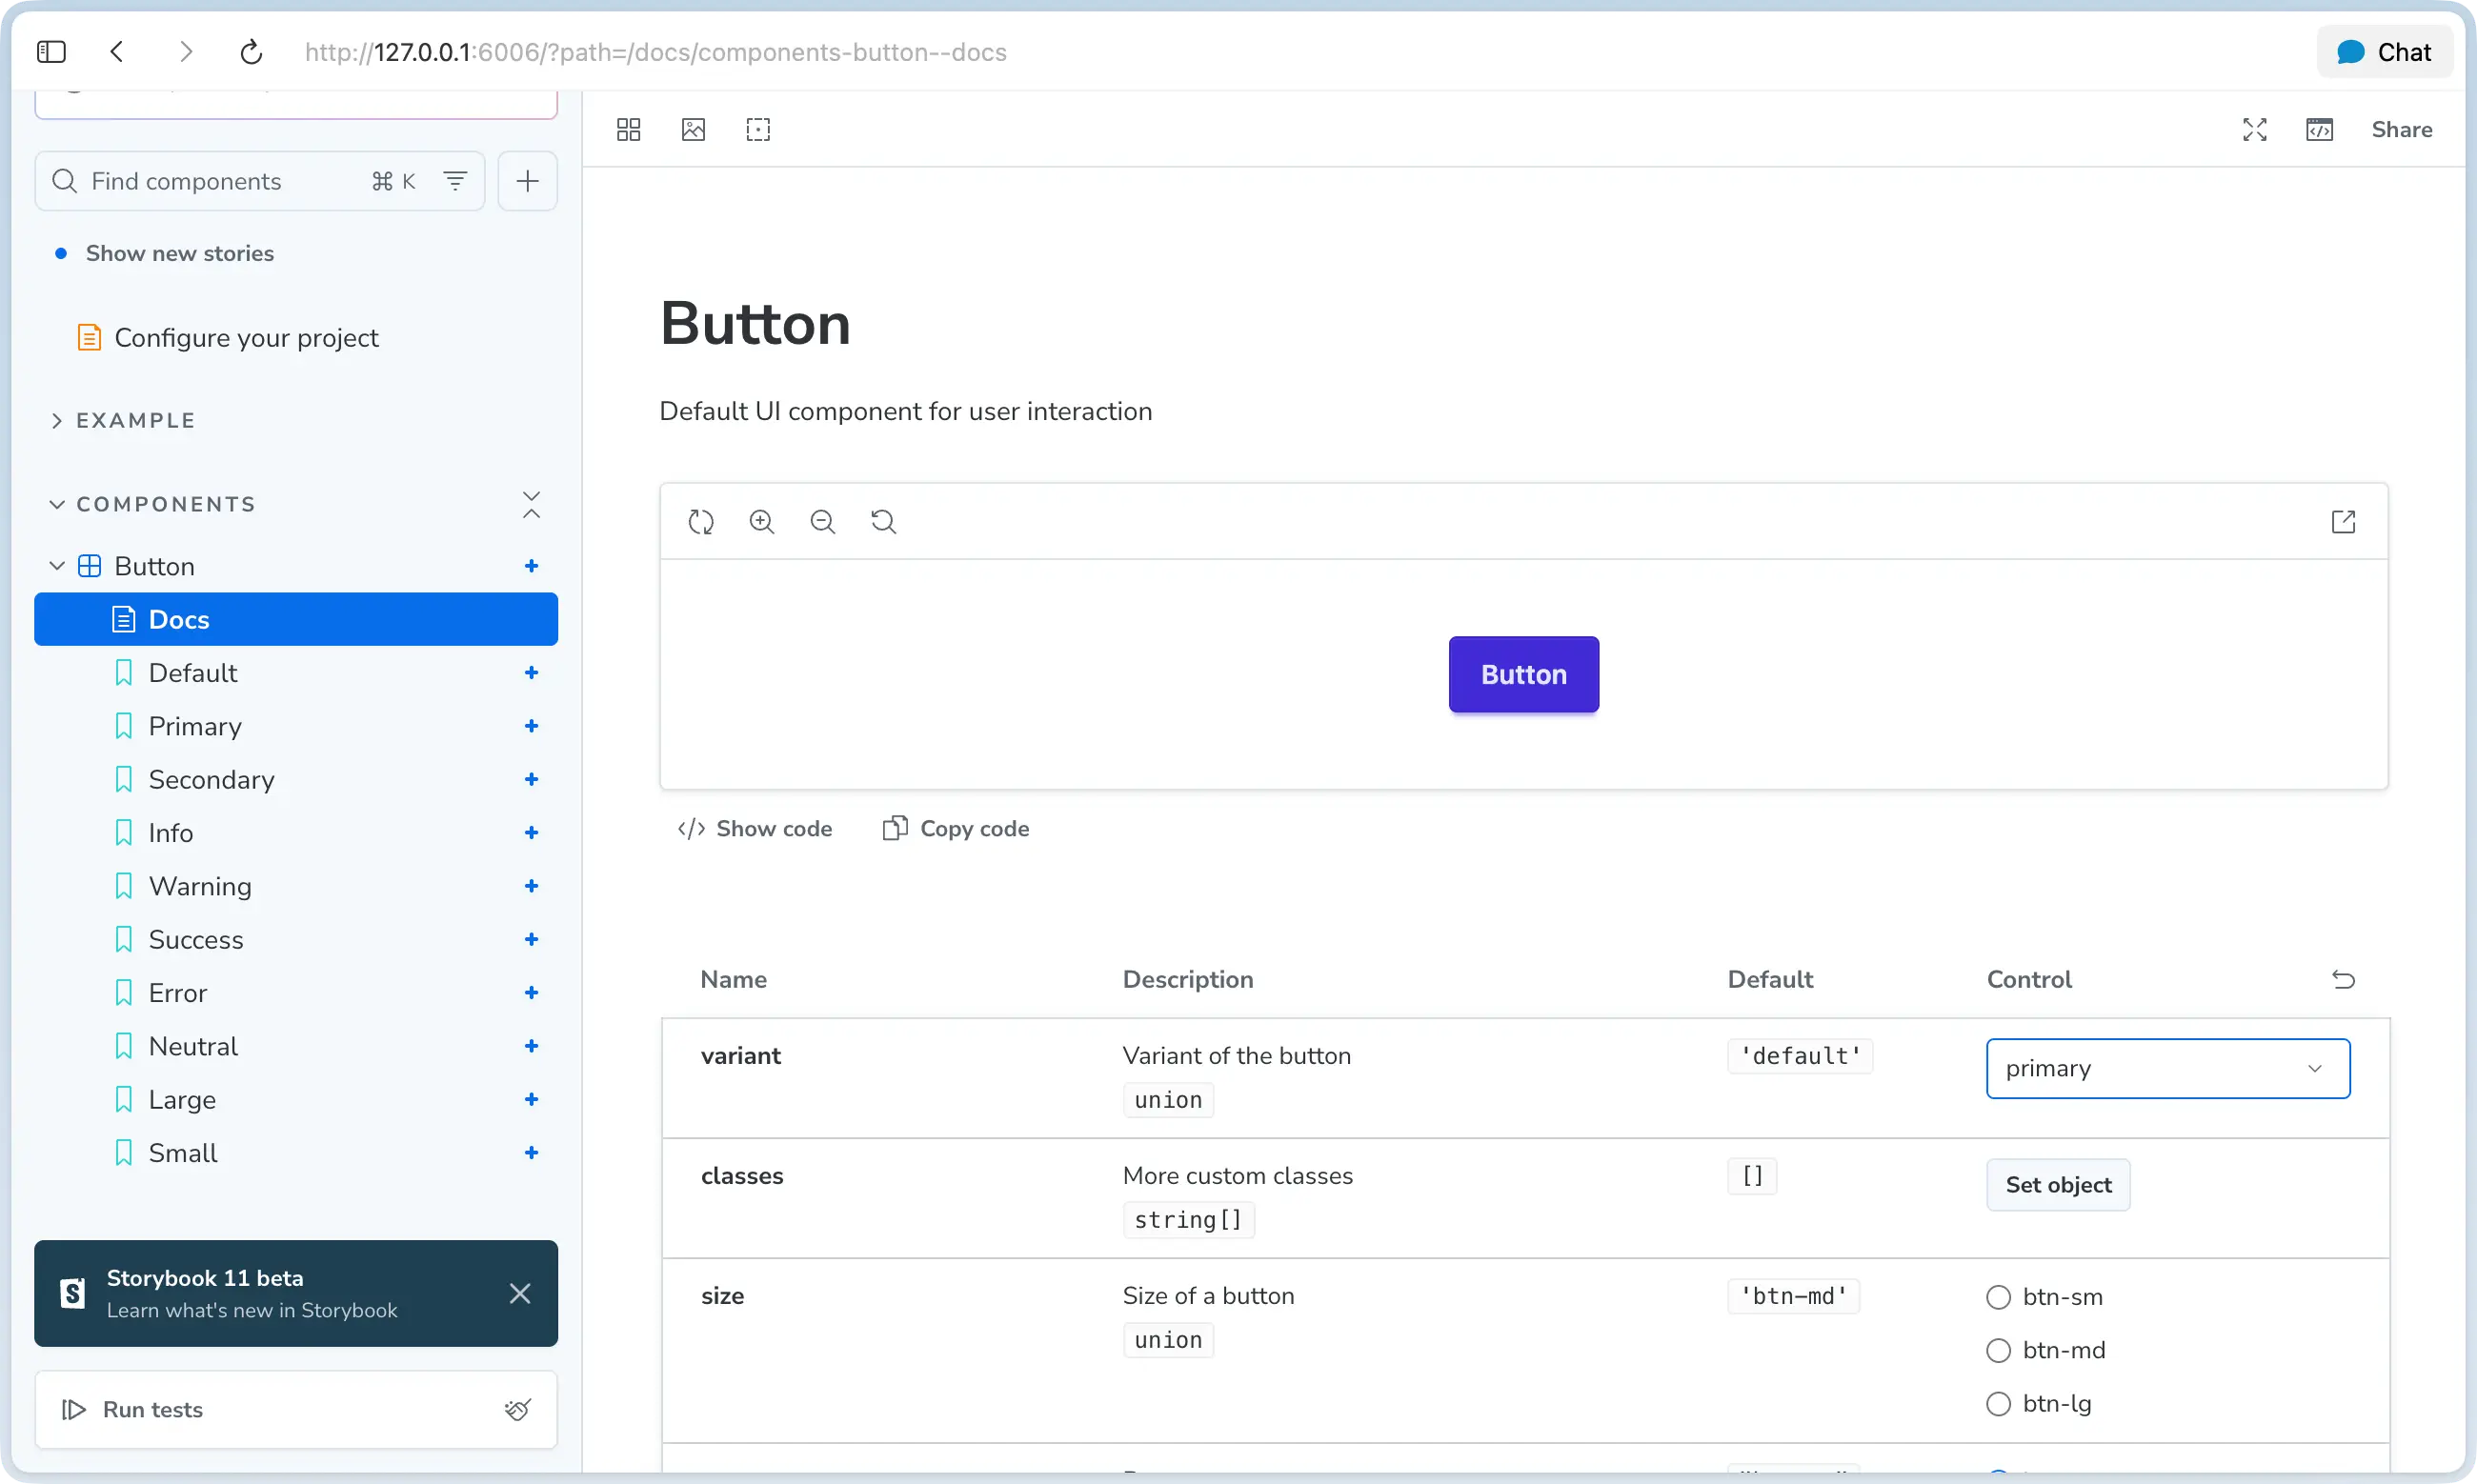 http://127.0.0.1:6006/?path=/docs/components-button--docs
Chat
Find components
⌘ K
Show new stories
Configure your project
EXAMPLE
COMPONENTS
Button
Docs
Default
Primary
Secondary
Info
Warning
Success
Error
Neutral
Large
Small
Storybook 11 beta
Learn what's new in Storybook
Run tests
Share
Button
Default UI component for user interaction
Button
Show code
Copy code
Name Description Default Control
variant Variant of the button 'default' primary
union
classes More custom classes [] Set object
string[]
size Size of a button 'btn-md' btn-sm
union
btn-md
btn-lg